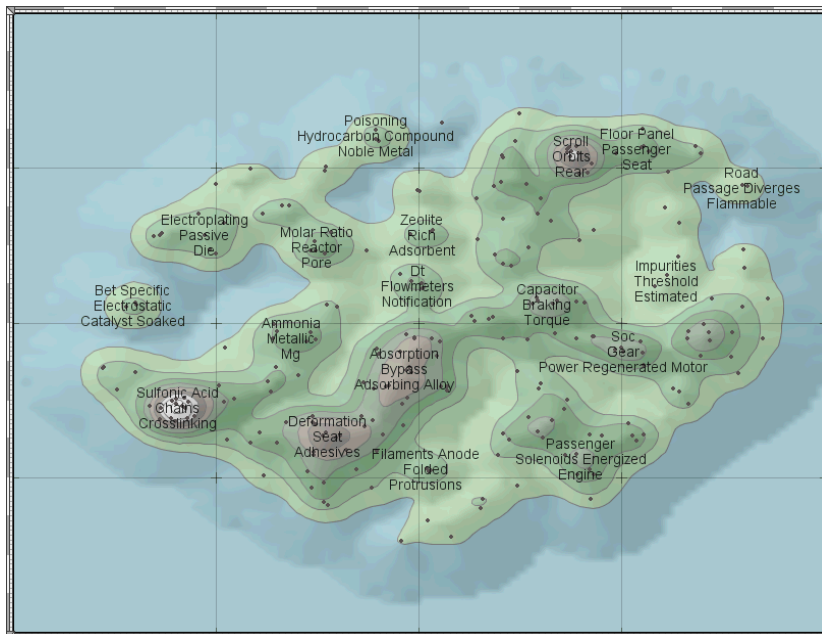 Poisoning
Hydrocarbon Compound
Noble Metal
Scroll
Orbits
Rear
Floor Panel
Passenger
Seat
Road
Passage Diverges
Flammable
Electroplating
Passive
Die
Molar Ratio
Reactor
Pore
Zeolite
Rich
Adsorbent
Dt
Flowmeters
Notification
Impurities
Threshold
Estimated
Bet Specific
Electrostatic
Catalyst Soaked
Capacitor
Braking
Torque
Ammonia
Metallic
Mg
Soc
Gear
Power Regenerated Motor
Absorption
Bypass
Adsorbing Alloy
Sulfonic Acid
Chains
Crosslinking
Deformation
Seat
Adhesives
Filaments Anode
Folded
Protrusions
Passenger
Solenoids Energized
Engine